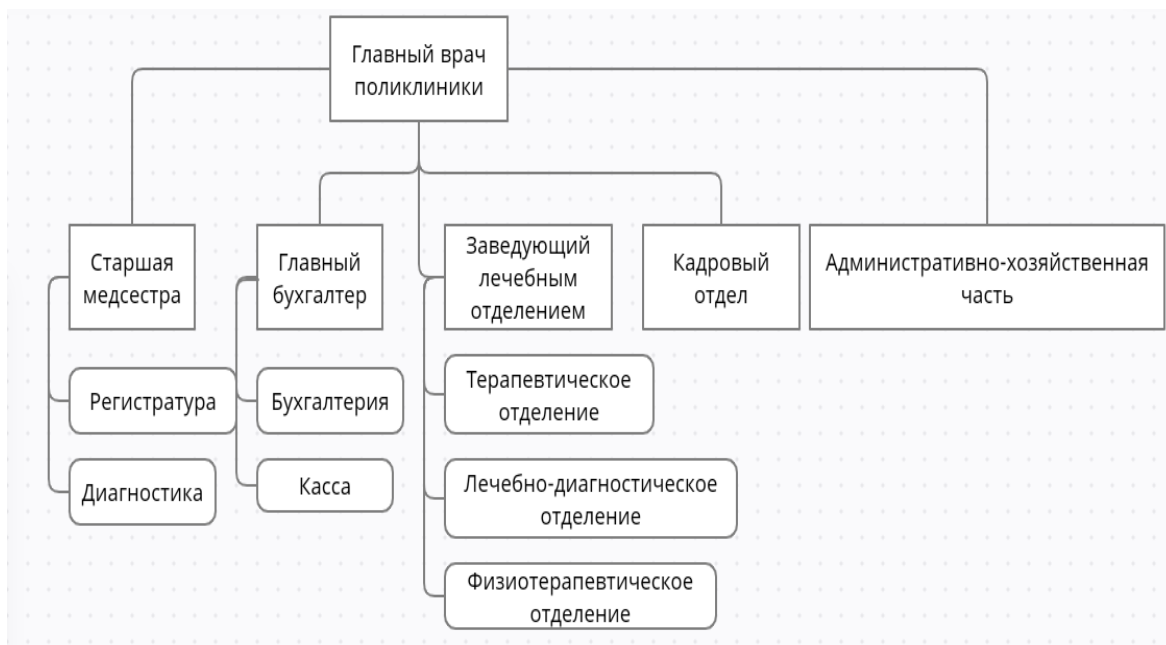 Главный врач
поликлиники
Старшая
медсестра
Главный
бухгалтер
Заведующий
лечебным
отделением
Кадровый
отдел
Административно-хозяйственная
часть
Регистратура
Бухгалтерия
Терапевтическое
отделение
Диагностика
Касса
Лечебно-диагностическое
отделение
Физиотерапевтическое
отделение